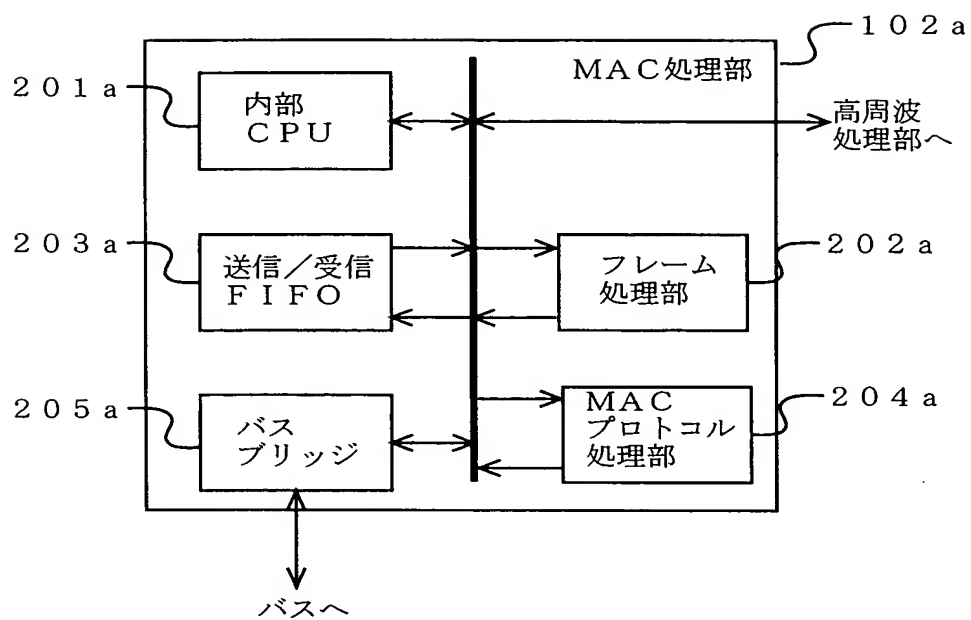 102a
MAC処理部
201a
内部
CPU
高周波
処理部へ
203a
送信/受信
FIFO
フレーム
処理部
202a
205a
バス
ブリッジ
MAC
プロトコル
処理部
204a
バスへ